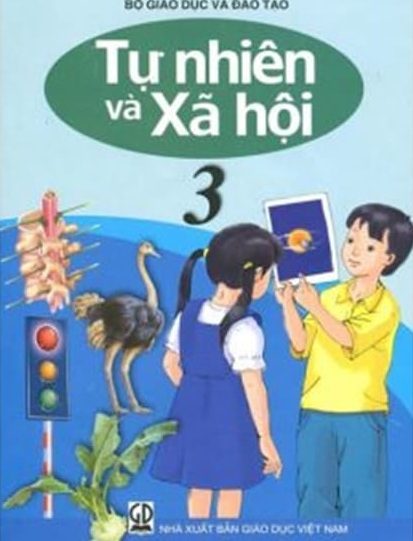 BỘ GIÁO DỤC VÀ ĐÀO TẠO
Tự nhiên
và Xã hội
3
GD
NHÀ XUẤT BẢN GIÁO DỤC VIỆT NAM